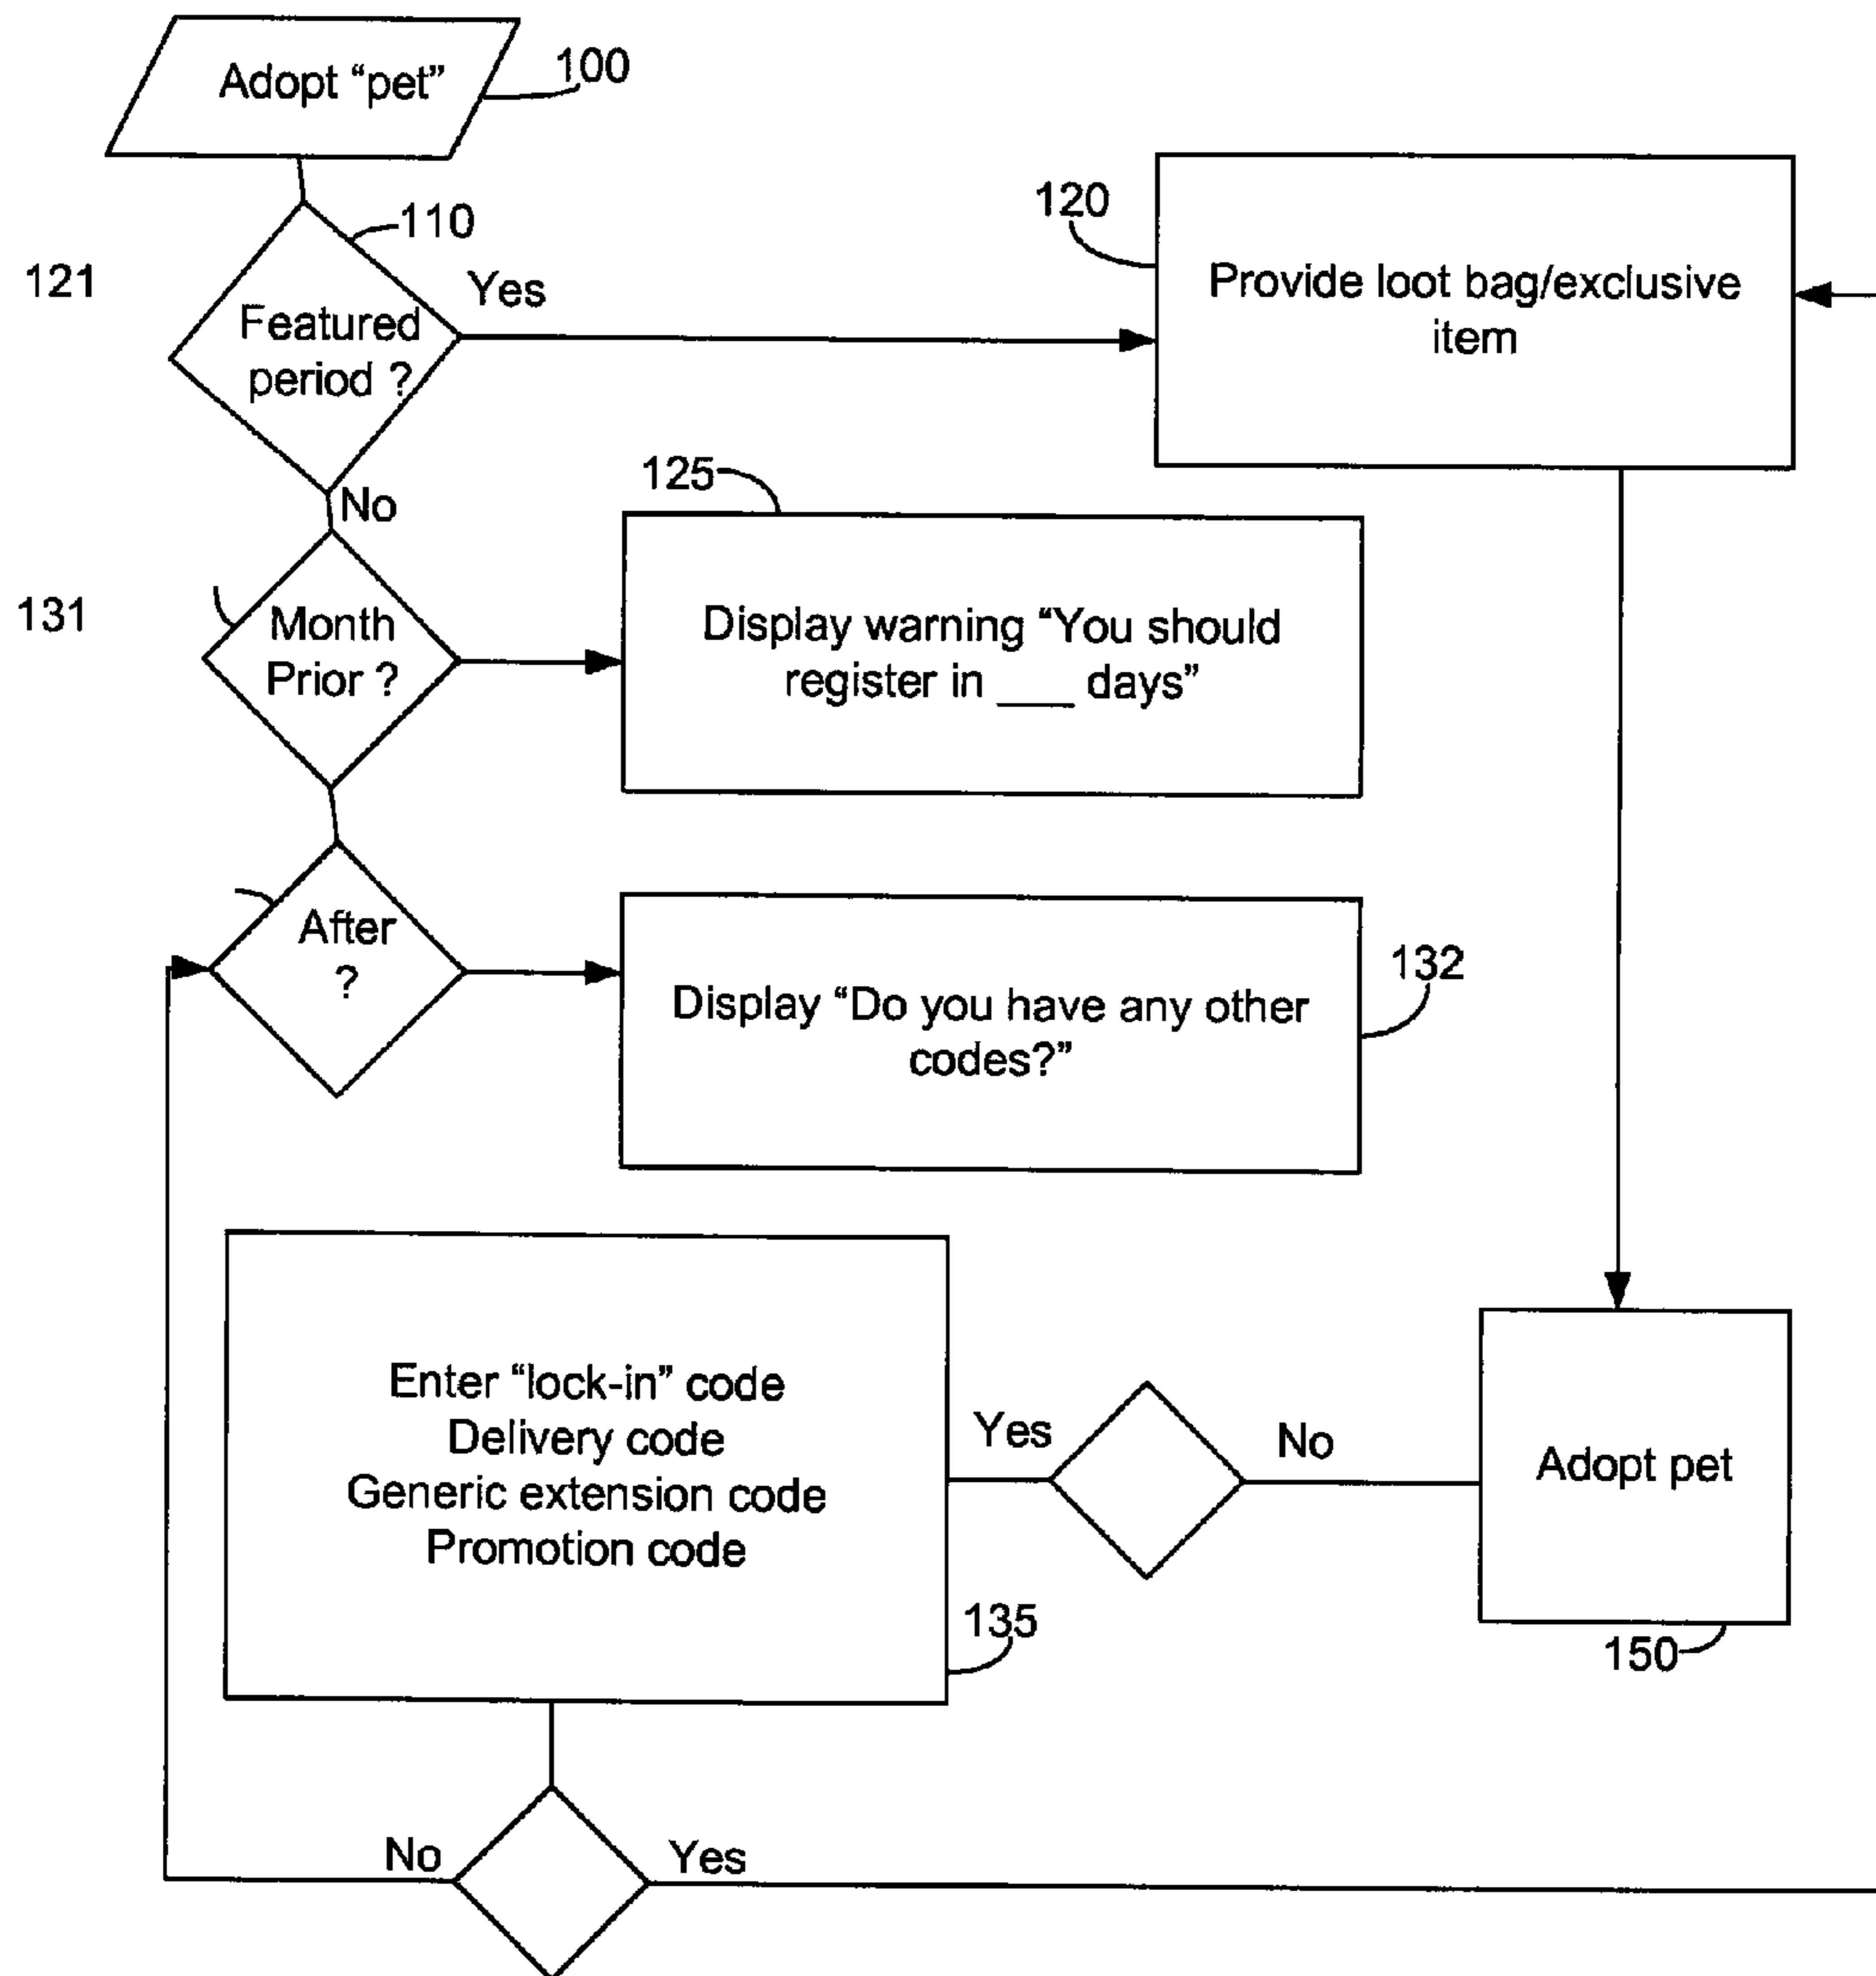 Adopt “pet”
100
110
121
Featured
period ?
Yes
120
Provide loot bag/exclusive
item
No
125
131
Month
Prior ?
Display warning “You should
register in ____ days”
After
?
132
Display “Do you have any other
codes?”
Enter “lock-in” code
Delivery code
Generic extension code
Promotion code
135
Yes
No
Adopt pet
150
No
Yes